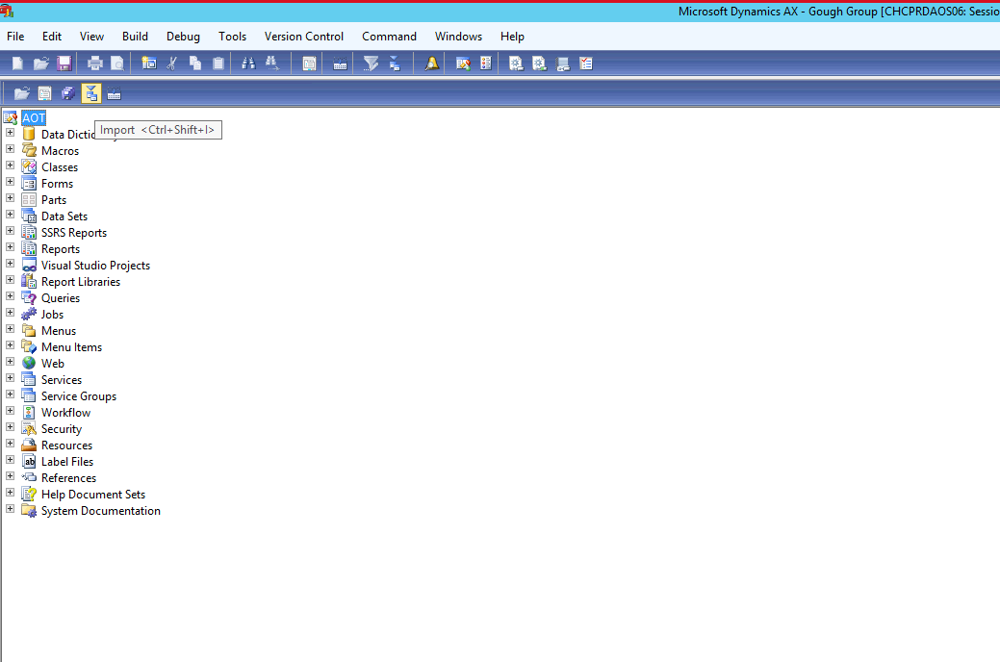 Microsoft Dynamics AX - Gough Group [CHCPRDAOS06: Sessio
File Edit View Build Debug Tools Version Control Command Windows Help
AOT
Import <Ctrl+Shift+I>
Data Dictio
Macros
Classes
Forms
Parts
Data Sets
SSRS Reports
Reports
Visual Studio Projects
Report Libraries
Queries
Jobs
Menus
Menu Items
Web
Services
Service Groups
Workflow
Security
Resources
ab Label Files
References
Help Document Sets
System Documentation